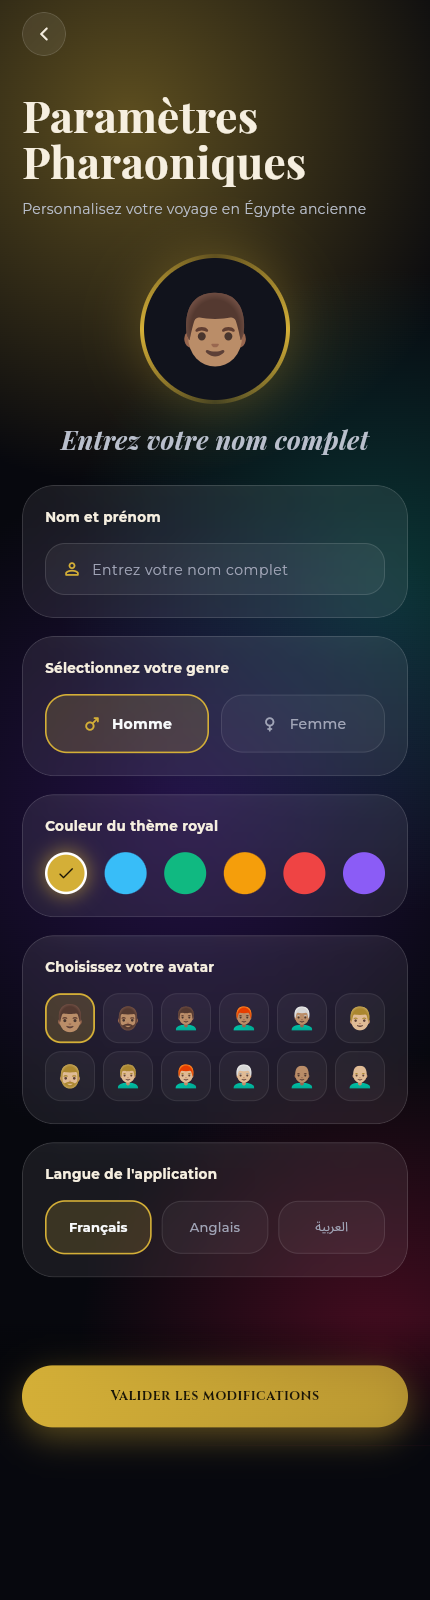 Paramètres
Pharaoniques
Personnalisez votre voyage en Égypte ancienne
Entrez votre nom complet
Nom et prénom
Entrez votre nom complet
Sélectionnez votre genre
Homme
Femme
Couleur du thème royal
Choisissez votre avatar
Langue de l'application
Français
Anglais
العربية
Valider les modifications